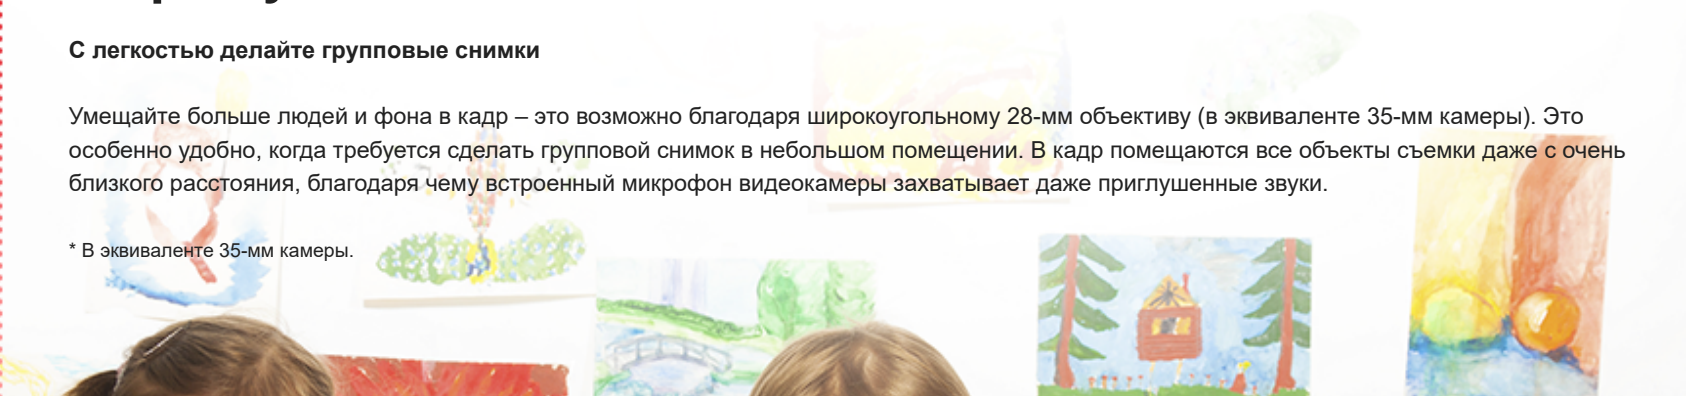 С легкостью делайте групповые снимки
Умещайте больше людей и фона в кадр – это возможно благодаря широкоугольному 28-мм объективу (в эквиваленте 35-мм камеры). Это
особенно удобно, когда требуется сделать групповой снимок в небольшом помещении. В кадр помещаются все объекты съемки даже с очень
близкого расстояния, благодаря чему встроенный микрофон видеокамеры захватывает даже приглушенные звуки.
* В эквиваленте 35-мм камеры.